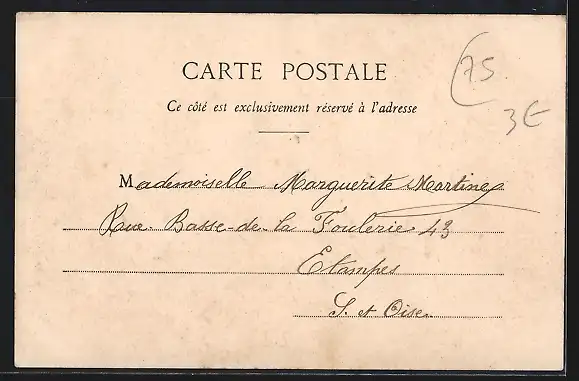 CARTE POSTALE
(75
3€
Ce côté est exclusivement réservé à l'adresse
Mademoiselle Marguerite Martiney
Rue Basse-de-la Foulerie 43
Etampes
S. et Oise